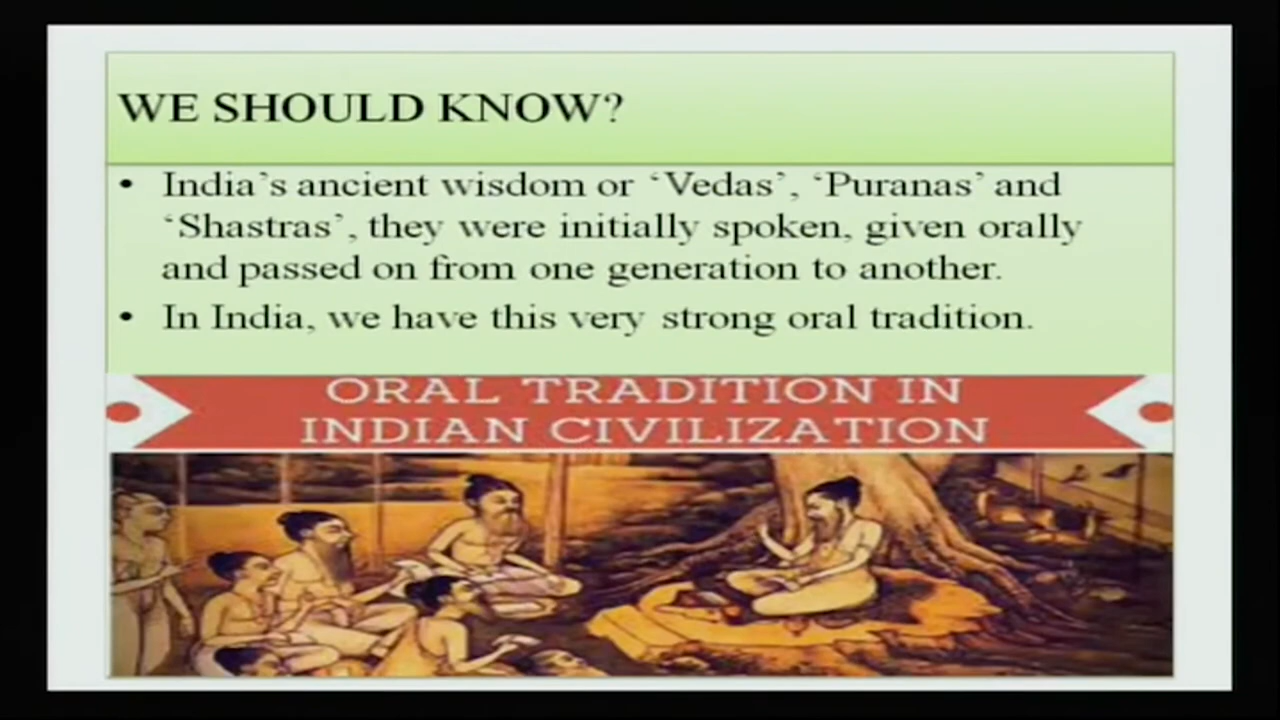 WE SHOULD KNOW?
• India's ancient wisdom or ‘Vedas’, ‘Puranas’ and
‘Shastras’, they were initially spoken, given orally
and passed on from one generation to another.
• In India, we have this very strong oral tradition.
ORAL TRADITION IN
INDIAN CIVILIZATION